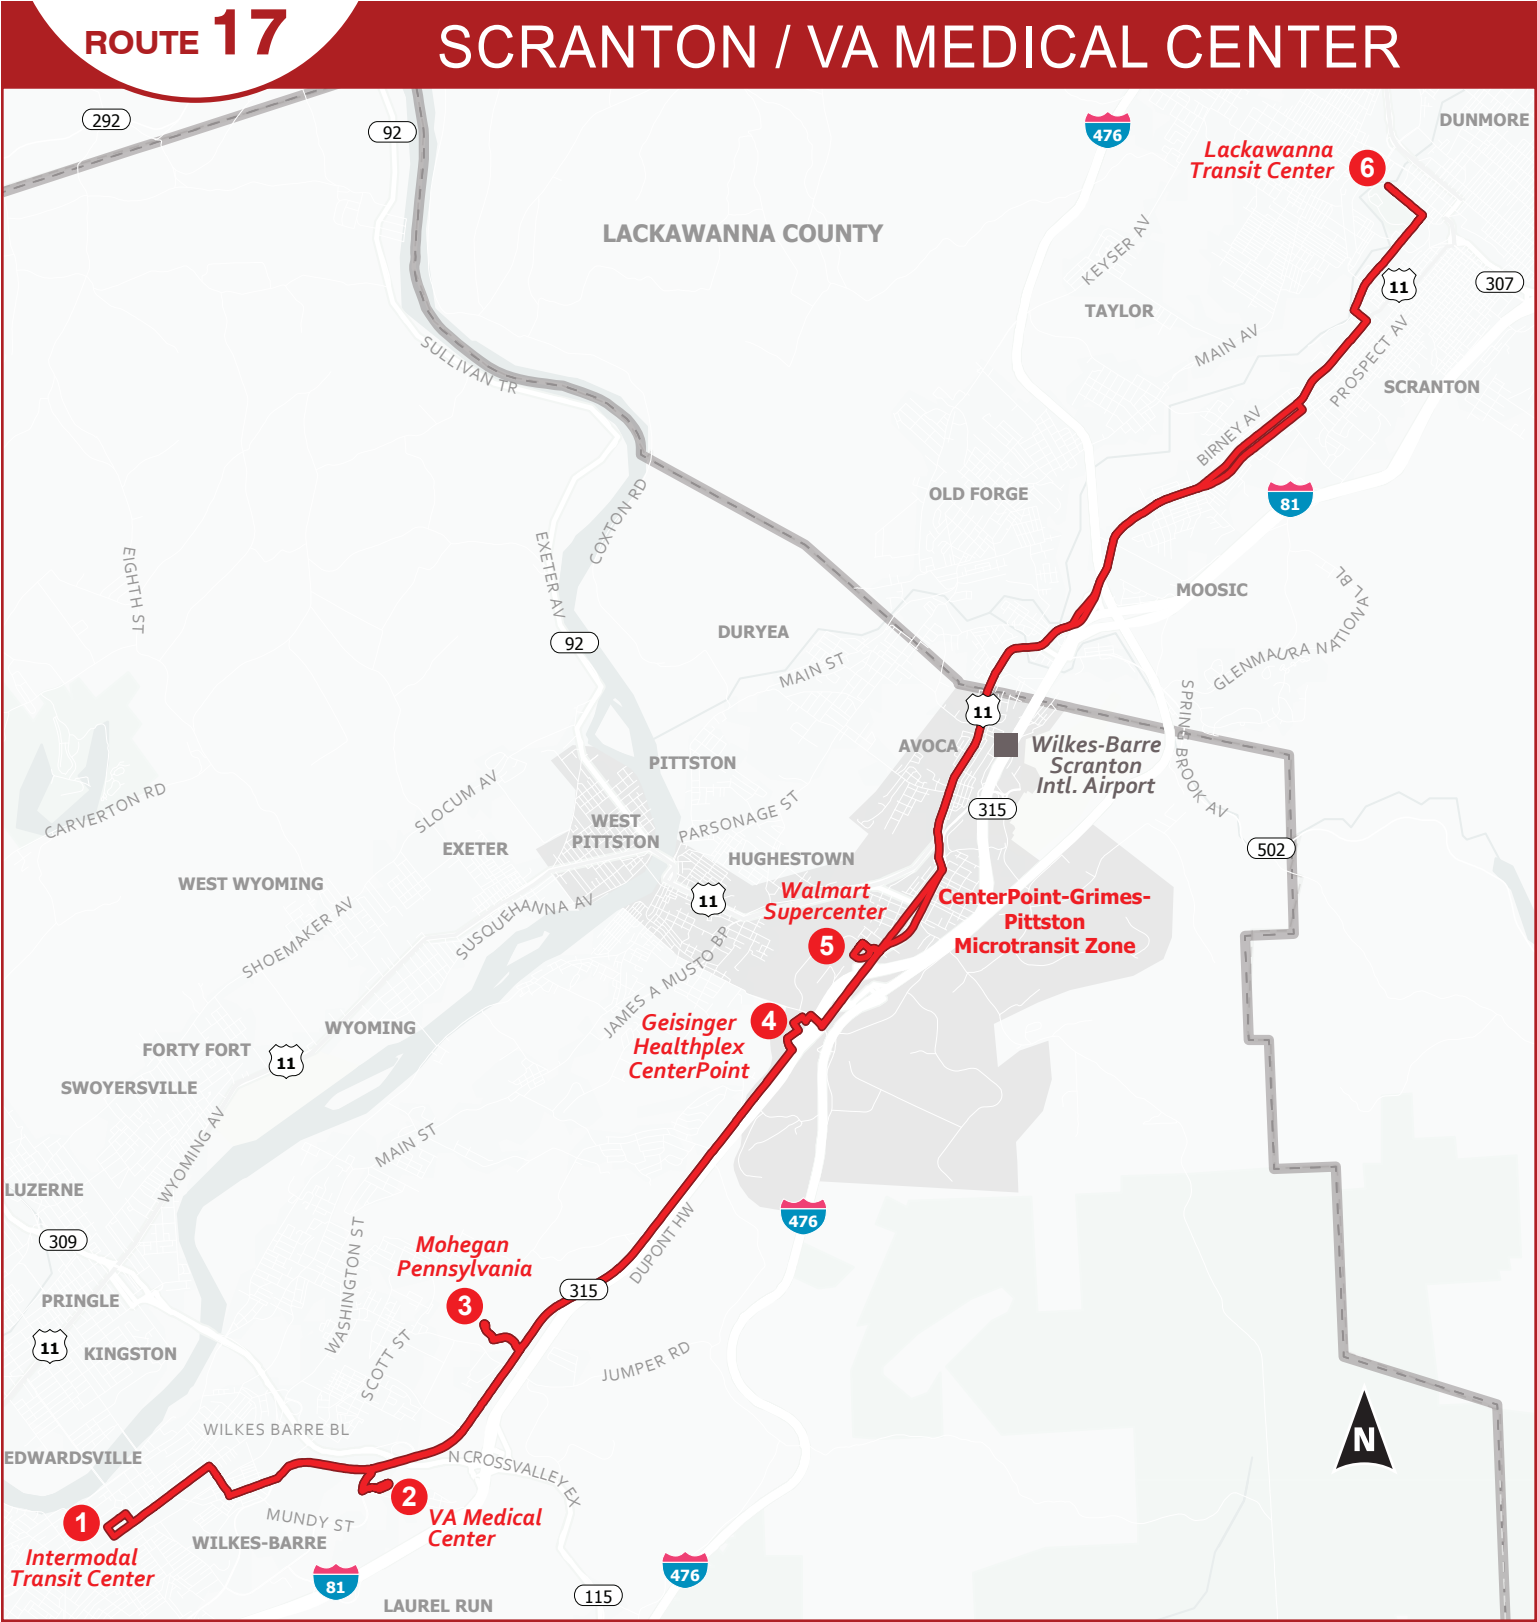 ROUTE 17
SCRANTON / VA MEDICAL CENTER
292
92
476
DUNMORE
Lackawanna
Transit Center
6
LACKAWANNA COUNTY
KEYSER AV
11
307
TAYLOR
MAIN AV
PROSPECT AV
SULLIVAN TR
SCRANTON
BIRNEY AV
COXTON RD
OLD FORGE
81
EIGHTH ST
EXETER AV
MOOSIC
GLENMAURA NATIONAL BL
92
DURYEA
MAIN ST
11
SPRING BROOK AV
AVOCA
Wilkes-Barre
Scranton
Intl. Airport
PITTSTON
CARVERTON RD
SLOCUM AV
315
WEST
PITTSTON
PARSONAGE ST
EXETER
HUGHESTOWN
502
WEST WYOMING
Walmart
Supercenter
5
CenterPoint-Grimes-
Pittston
Microtransit Zone
11
SHOEMAKER AV
SUSQUEHANNA AV
JAMES A MUSTO BP
WYOMING
Geisinger
Healthplex
CenterPoint
4
FORTY FORT
11
SWOYERSVILLE
WYOMING AV
MAIN ST
LUZERNE
309
WASHINGTON ST
476
DUPONT HW
Mohegan
Pennsylvania
3
315
PRINGLE
11
KINGSTON
SCOTT ST
JUMPER RD
WILKES BARRE BL
EDWARDSVILLE
N CROSSVALLEY EX
N
1
Intermodal
Transit Center
MUNDY ST
2
VA Medical
Center
WILKES-BARRE
81
476
115
LAUREL RUN